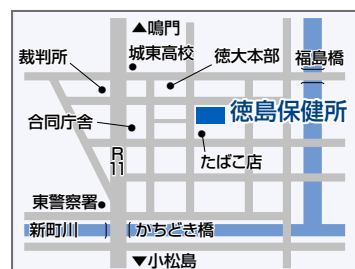 ▲鳴門
城東高校
徳大本部
裁判所
福島橋
徳島保健所
合同庁舎
R11
たばこ店
東警察署
新町川
かちどき橋
▼小松島